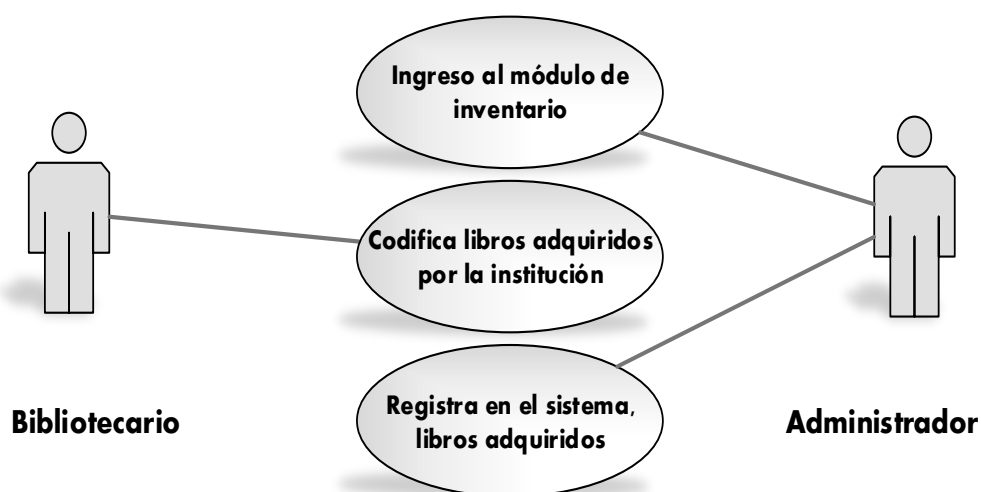 Ingreso al módulo de
inventario
Codifica libros adquiridos
por la institución
Registra en el sistema,
libros adquiridos
Bibliotecario
Administrador